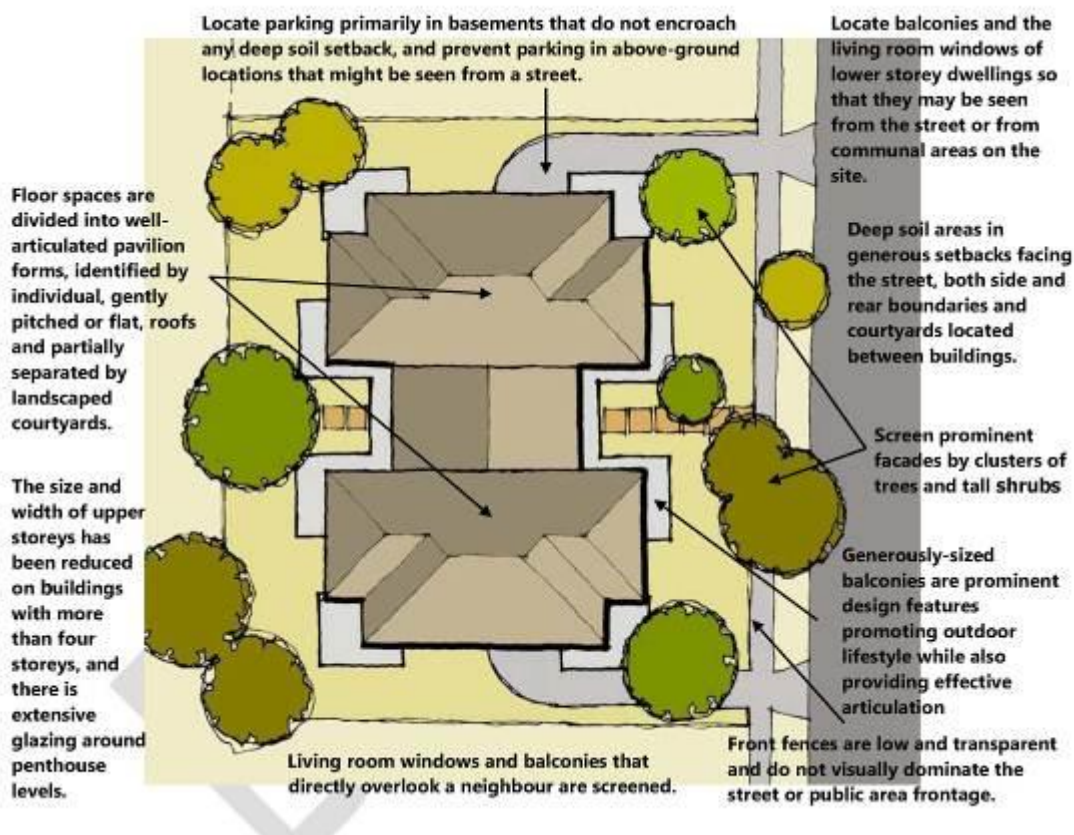 Locate parking primarily in basements that do not encroach
any deep soil setback, and prevent parking in above-ground
locations that might be seen from a street.
Locate balconies and the
living room windows of
lower storey dwellings so
that they may be seen
from the street or from
communal areas on the
site.
Floor spaces are
divided into well-
articulated pavilion
forms, identified by
individual, gently
pitched or flat, roofs
and partially
separated by
landscaped
courtyards.
Deep soil areas in
generous setbacks facing
the street, both side and
rear boundaries and
courtyards located
between buildings.
Screen prominent
facades by clusters of
trees and tall shrubs
The size and
width of upper
storeys has
been reduced
on buildings
with more
than four
storeys, and
there is
extensive
glazing around
penthouse
levels.
Generously-sized
balconies are prominent
design features
promoting outdoor
lifestyle while also
providing effective
articulation
Living room windows and balconies that
directly overlook a neighbour are screened.
Front fences are low and transparent
and do not visually dominate the
street or public area frontage.